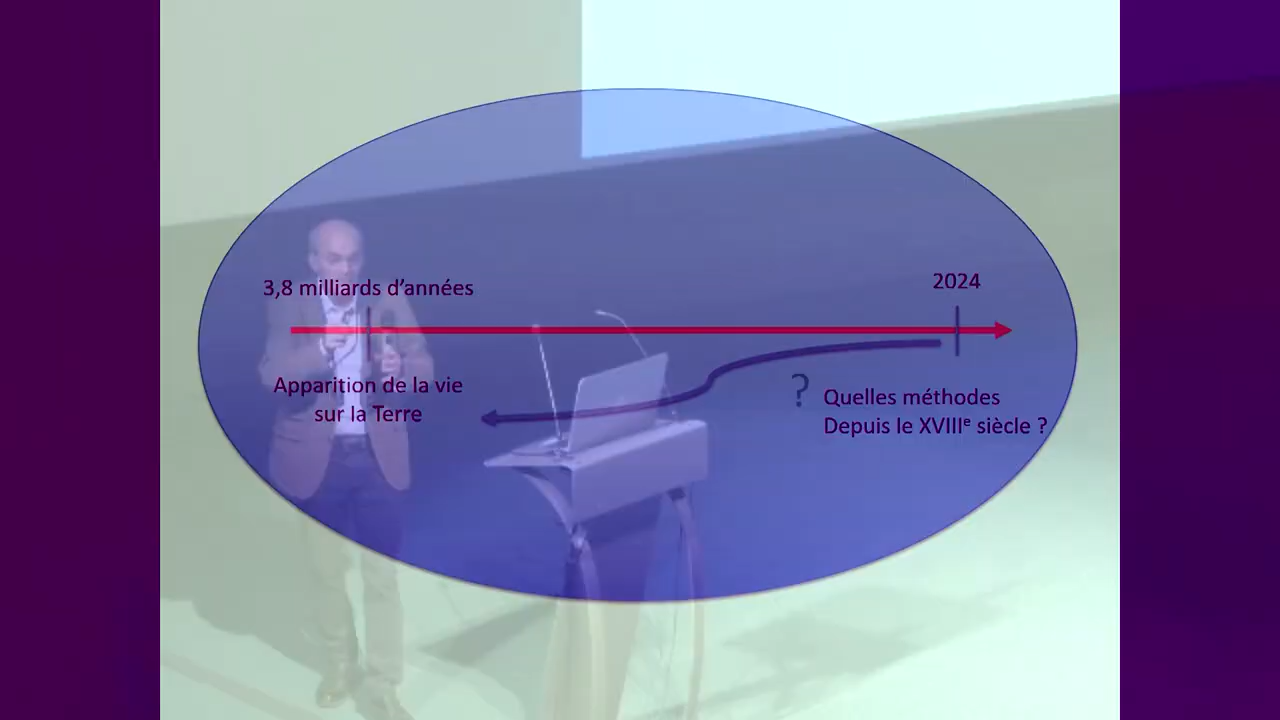 3,8 milliards d'années
2024
Apparition de la vie
sur la Terre
? Quelles méthodes
Depuis le XVIIIe siècle ?